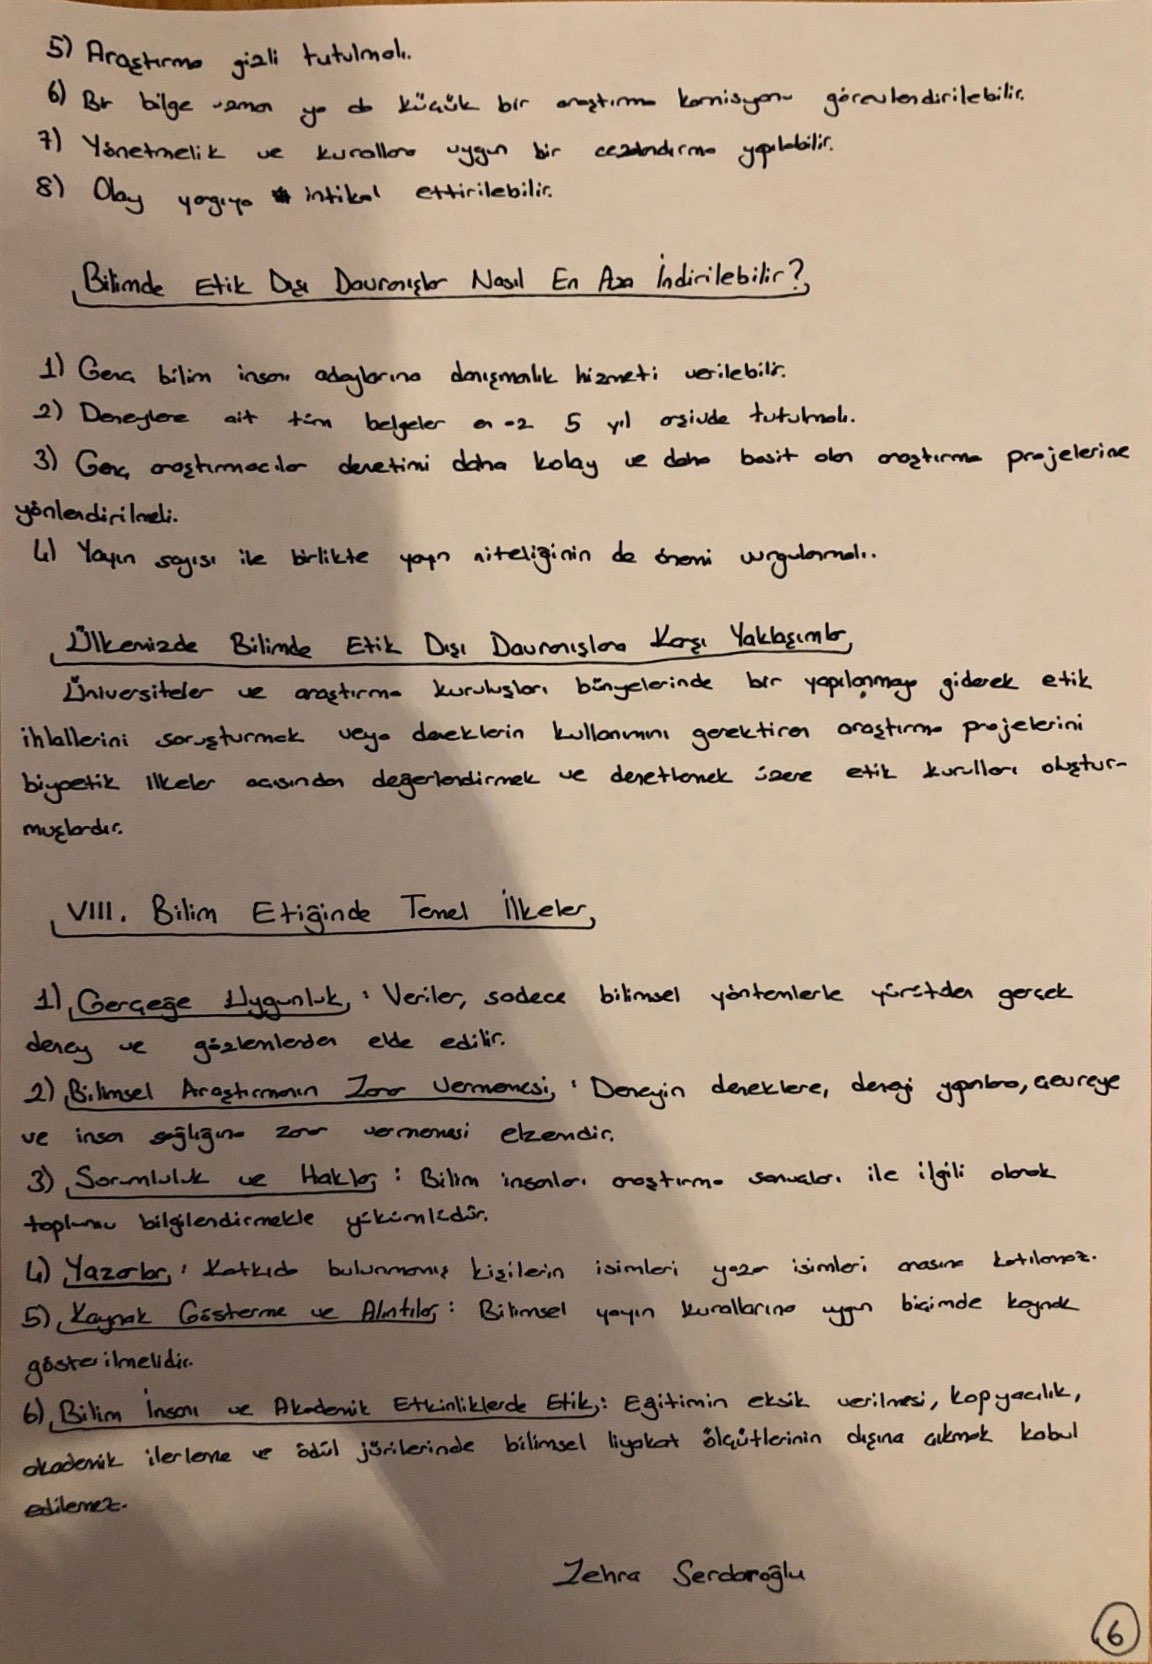 5) Araştırma gizli tutulmalı.
6) Bir bilge uzman ya da küçük bir araştırma komisyonu görevlendirilebilir.
7) Yönetmelik ve kurallara uygun bir cezalandırma yapılabilir.
8) Olay yargıya intikal ettirilebilir.
Bilimde Etik Dışı Davranışlar Nasıl En Aza İndirilebilir?
1) Genç bilim insanı adaylarına danışmanlık hizmeti verilebilir.
2) Deneylere ait tüm belgeler en az 5 yıl arşivde tutulmalı.
3) Genç araştırmacılar denetimi daha kolay ve daha basit olan araştırma projelerine
yönlendirilmeli.
4) Yayın sayısı ile birlikte yayın niteliğinin de önemi vurgulanmalı.
Ülkemizde Bilimde Etik Dışı Davranışlara Karşı Yaklaşımlar
Üniversiteler ve araştırma kuruluşları bünyelerinde bir yapılanmaya giderek etik
ihlallerini soruşturmak veya deneklerin kullanımını gerektiren araştırma projelerini
biyoetik ilkeler açısından değerlendirmek ve denetlemek üzere etik kurulları oluştur-
muşlardır.
VIII. Bilim Etiğinde Temel İlkeler
1) Gerçeğe Uygunluk : Veriler, sadece bilimsel yöntemlerle yürütülen gerçek
deney ve gözlemlerden elde edilir.
2) Bilimsel Araştırmanın Zarar Vermemesi : Deneyin deneklere, deneyi yapanlara, çevreye
ve insan sağlığına zarar vermemesi elzemdir.
3) Sorumluluk ve Haklar : Bilim insanları araştırma sonuçları ile ilgili olarak
toplumu bilgilendirmekle yükümlüdür.
4) Yazarlar : Katkıda bulunmamış kişilerin isimleri yazar isimleri arasına katılamaz.
5) Kaynak Gösterme ve Alıntılar : Bilimsel yayın kurallarına uygun biçimde kaynak
gösterilmelidir.
6) Bilim İnsanı ve Akademik Etkinliklerde Etik : Eğitimin eksik verilmesi, kopyacılık,
akademik ilerleme ve ödül jürilerinde bilimsel liyakat ölçütlerinin dışına çıkmak kabul
edilemez.
Zehra Serdaroğlu
6